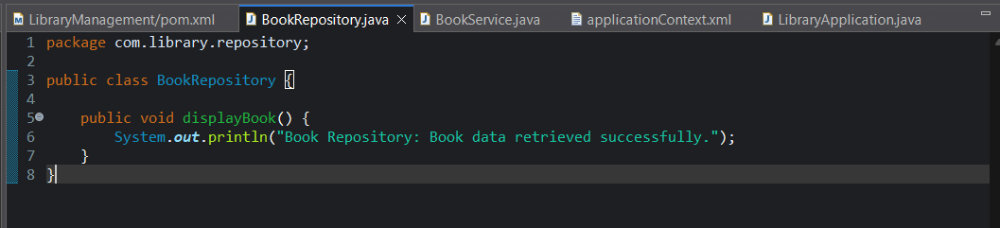 LibraryManagement/pom.xml BookRepository.java BookService.java applicationContext.xml LibraryApplication.java
1 package com.library.repository;
2
3 public class BookRepository {
4
5 public void displayBook() {
6 System.out.println("Book Repository: Book data retrieved successfully.");
7 }
8 }